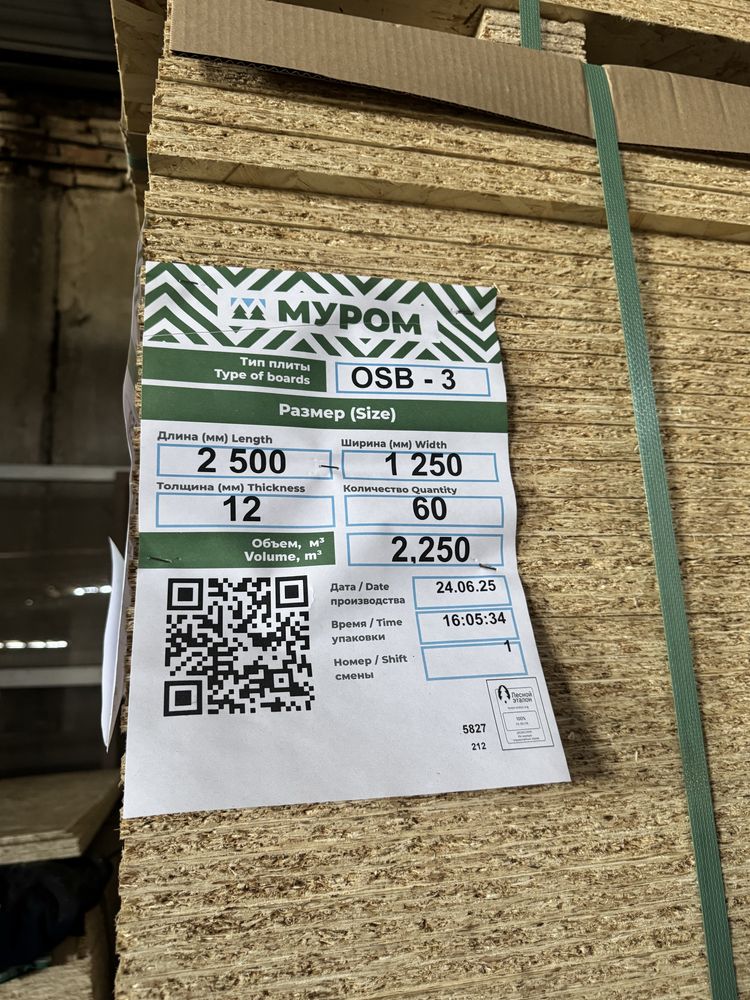 МУРОМ
Тип плиты
Type of boards
OSB - 3
Размер (Size)
Длина (мм) Length
Ширина (мм) Width
2 500
1 250
Толщина (мм) Thickness
Количество Quantity
12
60
Объем, м³
Volume, m³
2,250
Дата / Date
производства
24.06.25
Время / Time
упаковки
16:05:34
Номер / Shift
смены
1
Лесной
эталон
100%
5827
212